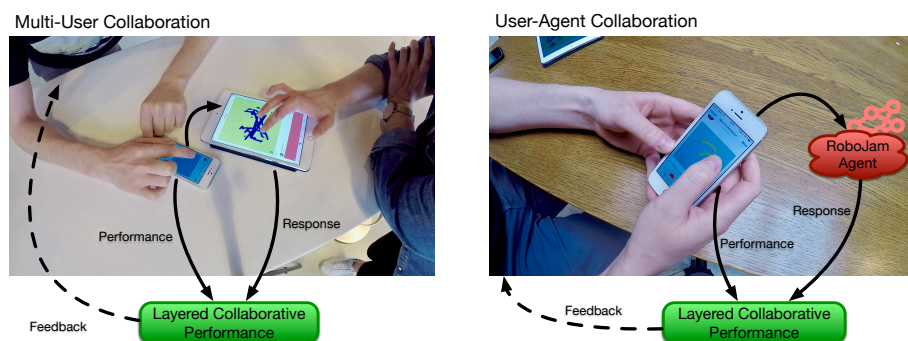 Multi-User Collaboration
User-Agent Collaboration
Performance
Response
Feedback
Layered Collaborative
Performance
RoboJam
Agent
Response
Performance
Feedback
Layered Collaborative
Performance